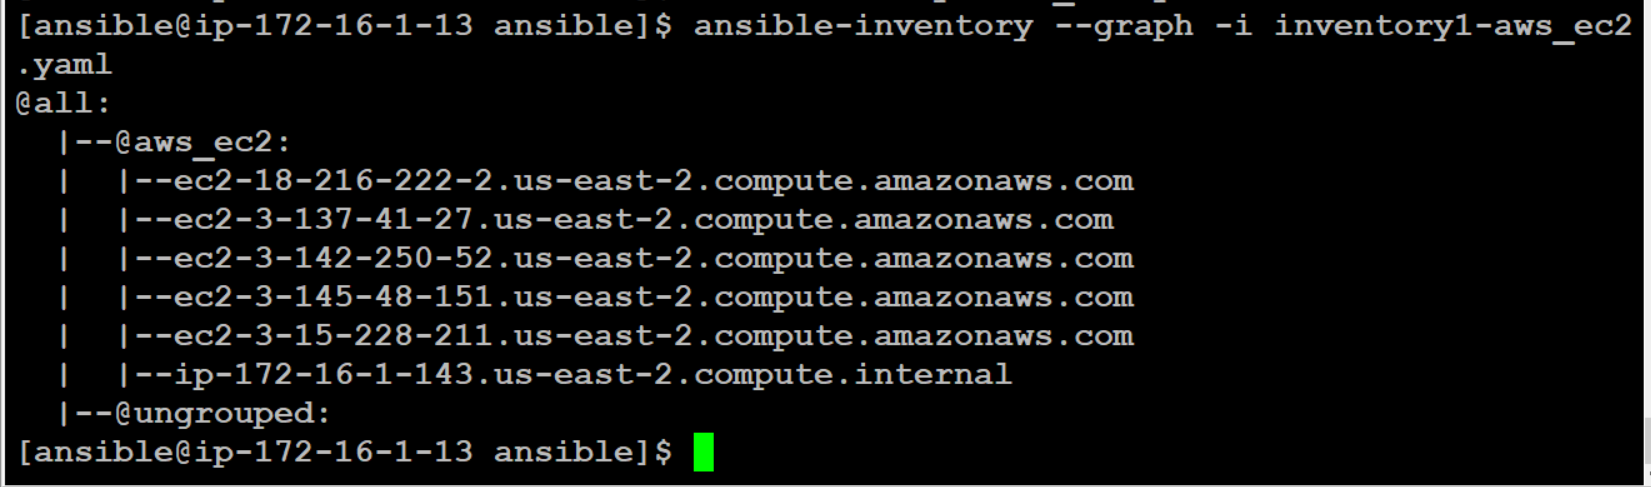 [ansible@ip-172-16-1-13 ansible]$ ansible-inventory --graph -i inventory1-aws_ec2
.yaml
@all:
  |--@aws_ec2:
  |  |--ec2-18-216-222-2.us-east-2.compute.amazonaws.com
  |  |--ec2-3-137-41-27.us-east-2.compute.amazonaws.com
  |  |--ec2-3-142-250-52.us-east-2.compute.amazonaws.com
  |  |--ec2-3-145-48-151.us-east-2.compute.amazonaws.com
  |  |--ec2-3-15-228-211.us-east-2.compute.amazonaws.com
  |  |--ip-172-16-1-143.us-east-2.compute.internal
  |--@ungrouped:
[ansible@ip-172-16-1-13 ansible]$